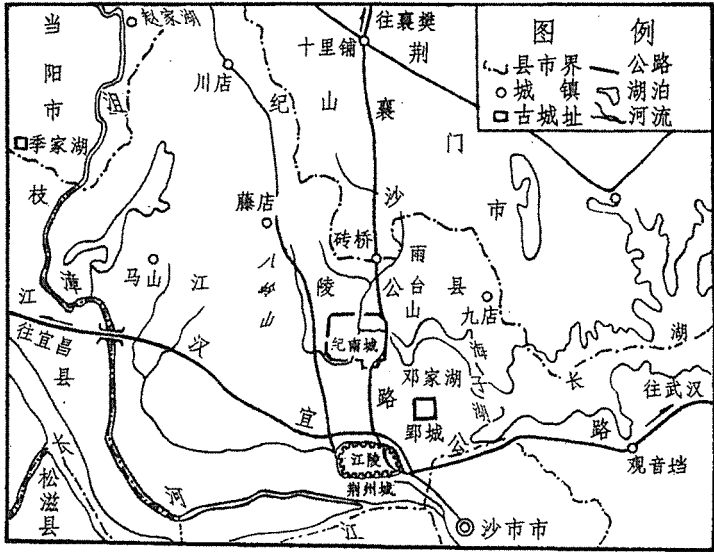 图 例
县市界
公路
城镇
湖泊
古城址
河流
当阳市
赵家湖
往襄樊
十里铺
荆
川店
沮
纪山
襄
季家湖
门
枝
藤店
沙
市
砖桥
雨台山
漳
马山
江
八岭山
陵
公
县
九店
江
往宜昌
汉
纪南城
湖
县
邓家湖
长
往武汉
宜
路
郢城
公
路
长
江陵
观音垱
荆州城
松滋县
河
江
沙市市